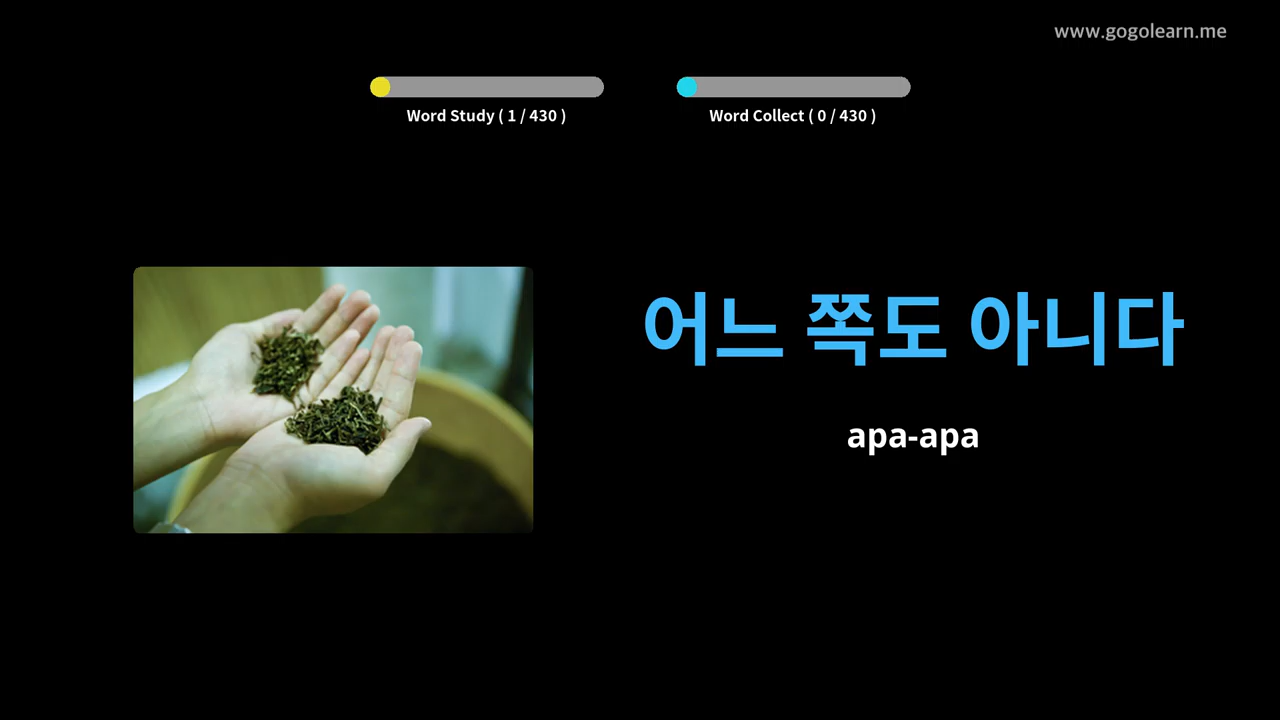 www.gogolearn.me
Word Study ( 1 / 430 )
Word Collect ( 0 / 430 )
어느 쪽도 아니다
apa-apa